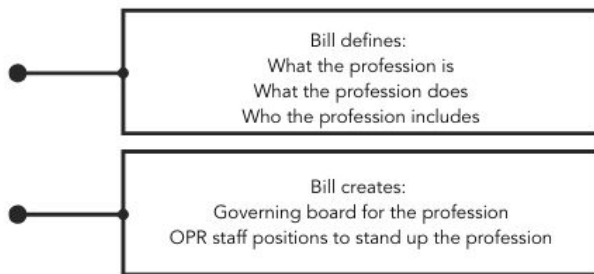 Bill defines:
What the profession is
What the profession does
Who the profession includes
Bill creates:
Governing board for the profession
OPR staff positions to stand up the profession